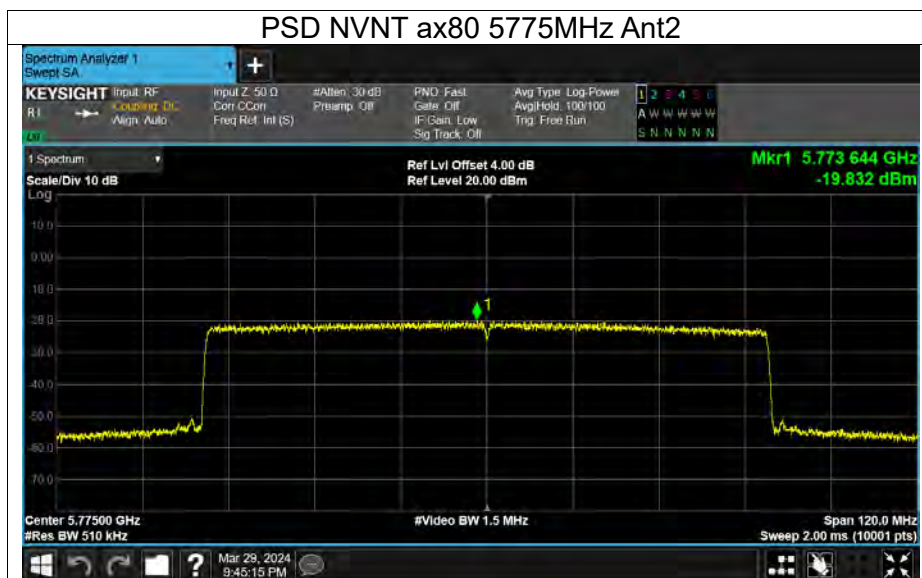 PSD NVNT ax80 5775MHz Ant2
Spectrum Analyzer 1
Swept SA
+
KEYSIGHT Input: RF Input Z: 50 Ω #Atten: 30 dB PNO: Fast Avg Type: Log-Power 1 2 3 4 5 6
Coupling: DC Corr CCorr Preamp: Off Gate: Off Avg|Hold: 100/100 A W W W W W
Align: Auto Freq Ref: Int (S) IF Gain: Low Trig: Free Run
Sig Track: Off S N N N N N
1 Spectrum Ref Lvl Offset 4.00 dB Mkr1 5.773 644 GHz
Scale/Div 10 dB Ref Level 20.00 dBm -19.832 dBm
Log
10.0
0.00
-10.0
-20.0
-30.0
-40.0
-50.0
-60.0
-70.0
1
Center 5.77500 GHz #Video BW 1.5 MHz Span 120.0 MHz
#Res BW 510 kHz Sweep 2.00 ms (10001 pts)
? Mar 29, 2024
9:45:15 PM